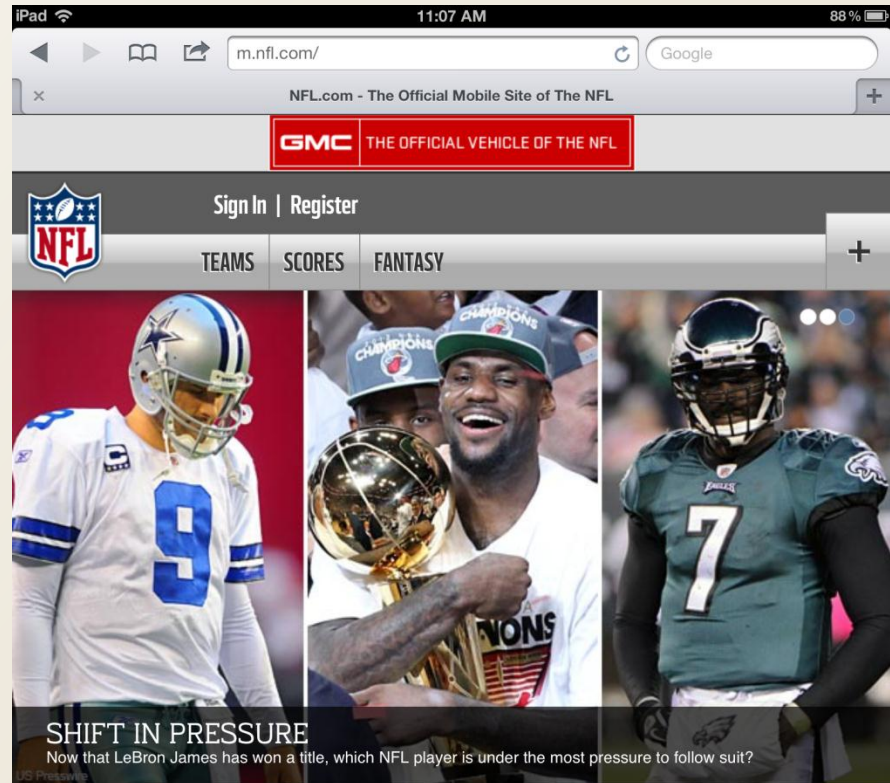 iPad 11:07 AM 88%
m.nfl.com/ Google
NFL.com - The Official Mobile Site of The NFL
GMC THE OFFICIAL VEHICLE OF THE NFL
Sign In | Register
NFL
TEAMS SCORES FANTASY
CHAMPIONS
CHAMPIONS
C
EAGLES
9
7
SHIFT IN PRESSURE
Now that LeBron James has won a title, which NFL player is under the most pressure to follow suit?
US Presswire